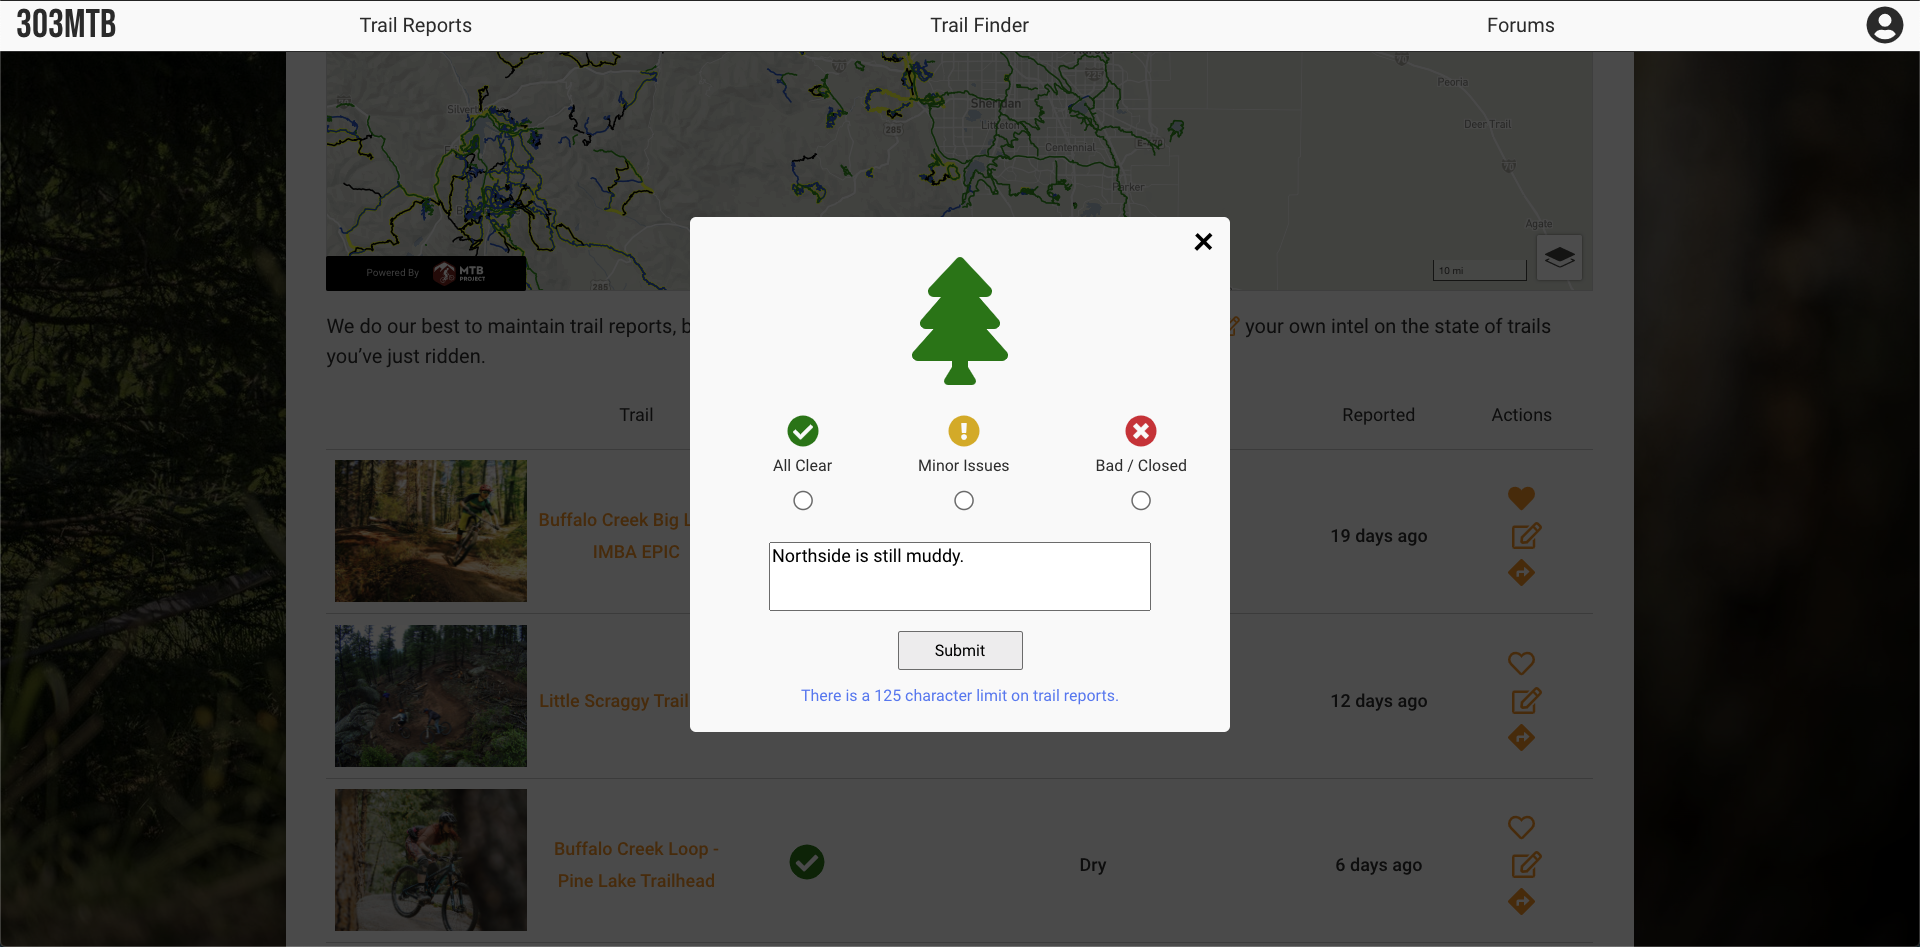 303MTB
Trail Reports
Trail Finder
Forums
Peoria
Sheridan
Deer Trail
Littleton
285
Centennial
E-470
Parker
Agate
Powered By
MTB
PROJECT
285
10 mi
We do our best to maintain trail reports, b
your own intel on the state of trails
you’ve just ridden.
Trail
Reported
Actions
All Clear
Minor Issues
Bad / Closed
Buffalo Creek Big L
IMBA EPIC
19 days ago
Northside is still muddy.
Submit
There is a 125 character limit on trail reports.
Little Scraggy Trail
12 days ago
Buffalo Creek Loop -
Pine Lake Trailhead
Dry
6 days ago